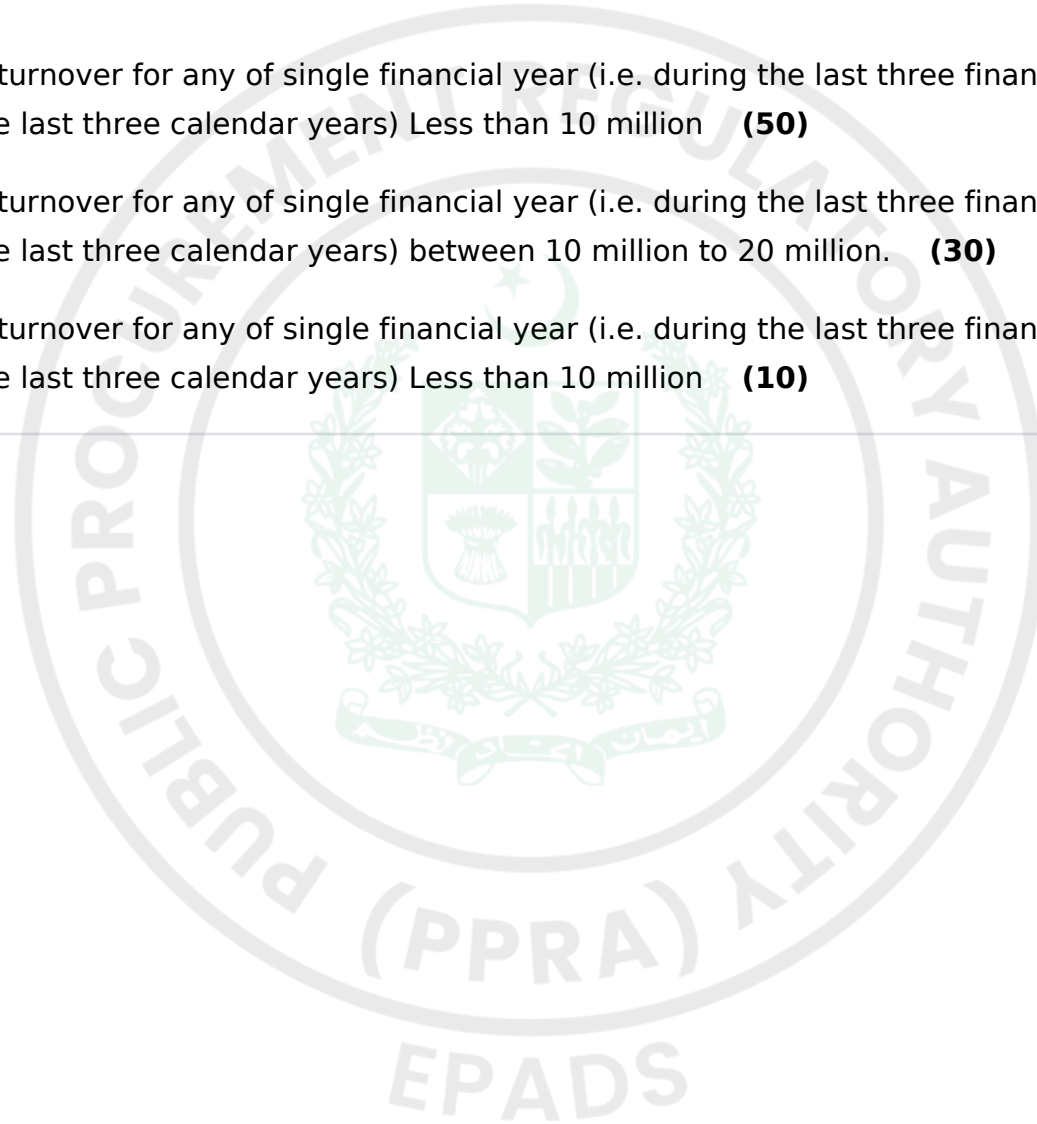 turnover for any of single financial year (i.e. during the last three finan
e last three calendar years) Less than 10 million (50)
turnover for any of single financial year (i.e. during the last three finan
e last three calendar years) between 10 million to 20 million. (30)
turnover for any of single financial year (i.e. during the last three finan
e last three calendar years) Less than 10 million (10)
PUBLIC PROCUREMENT REGULATORY AUTHORITY
(PPRA)
EPADS